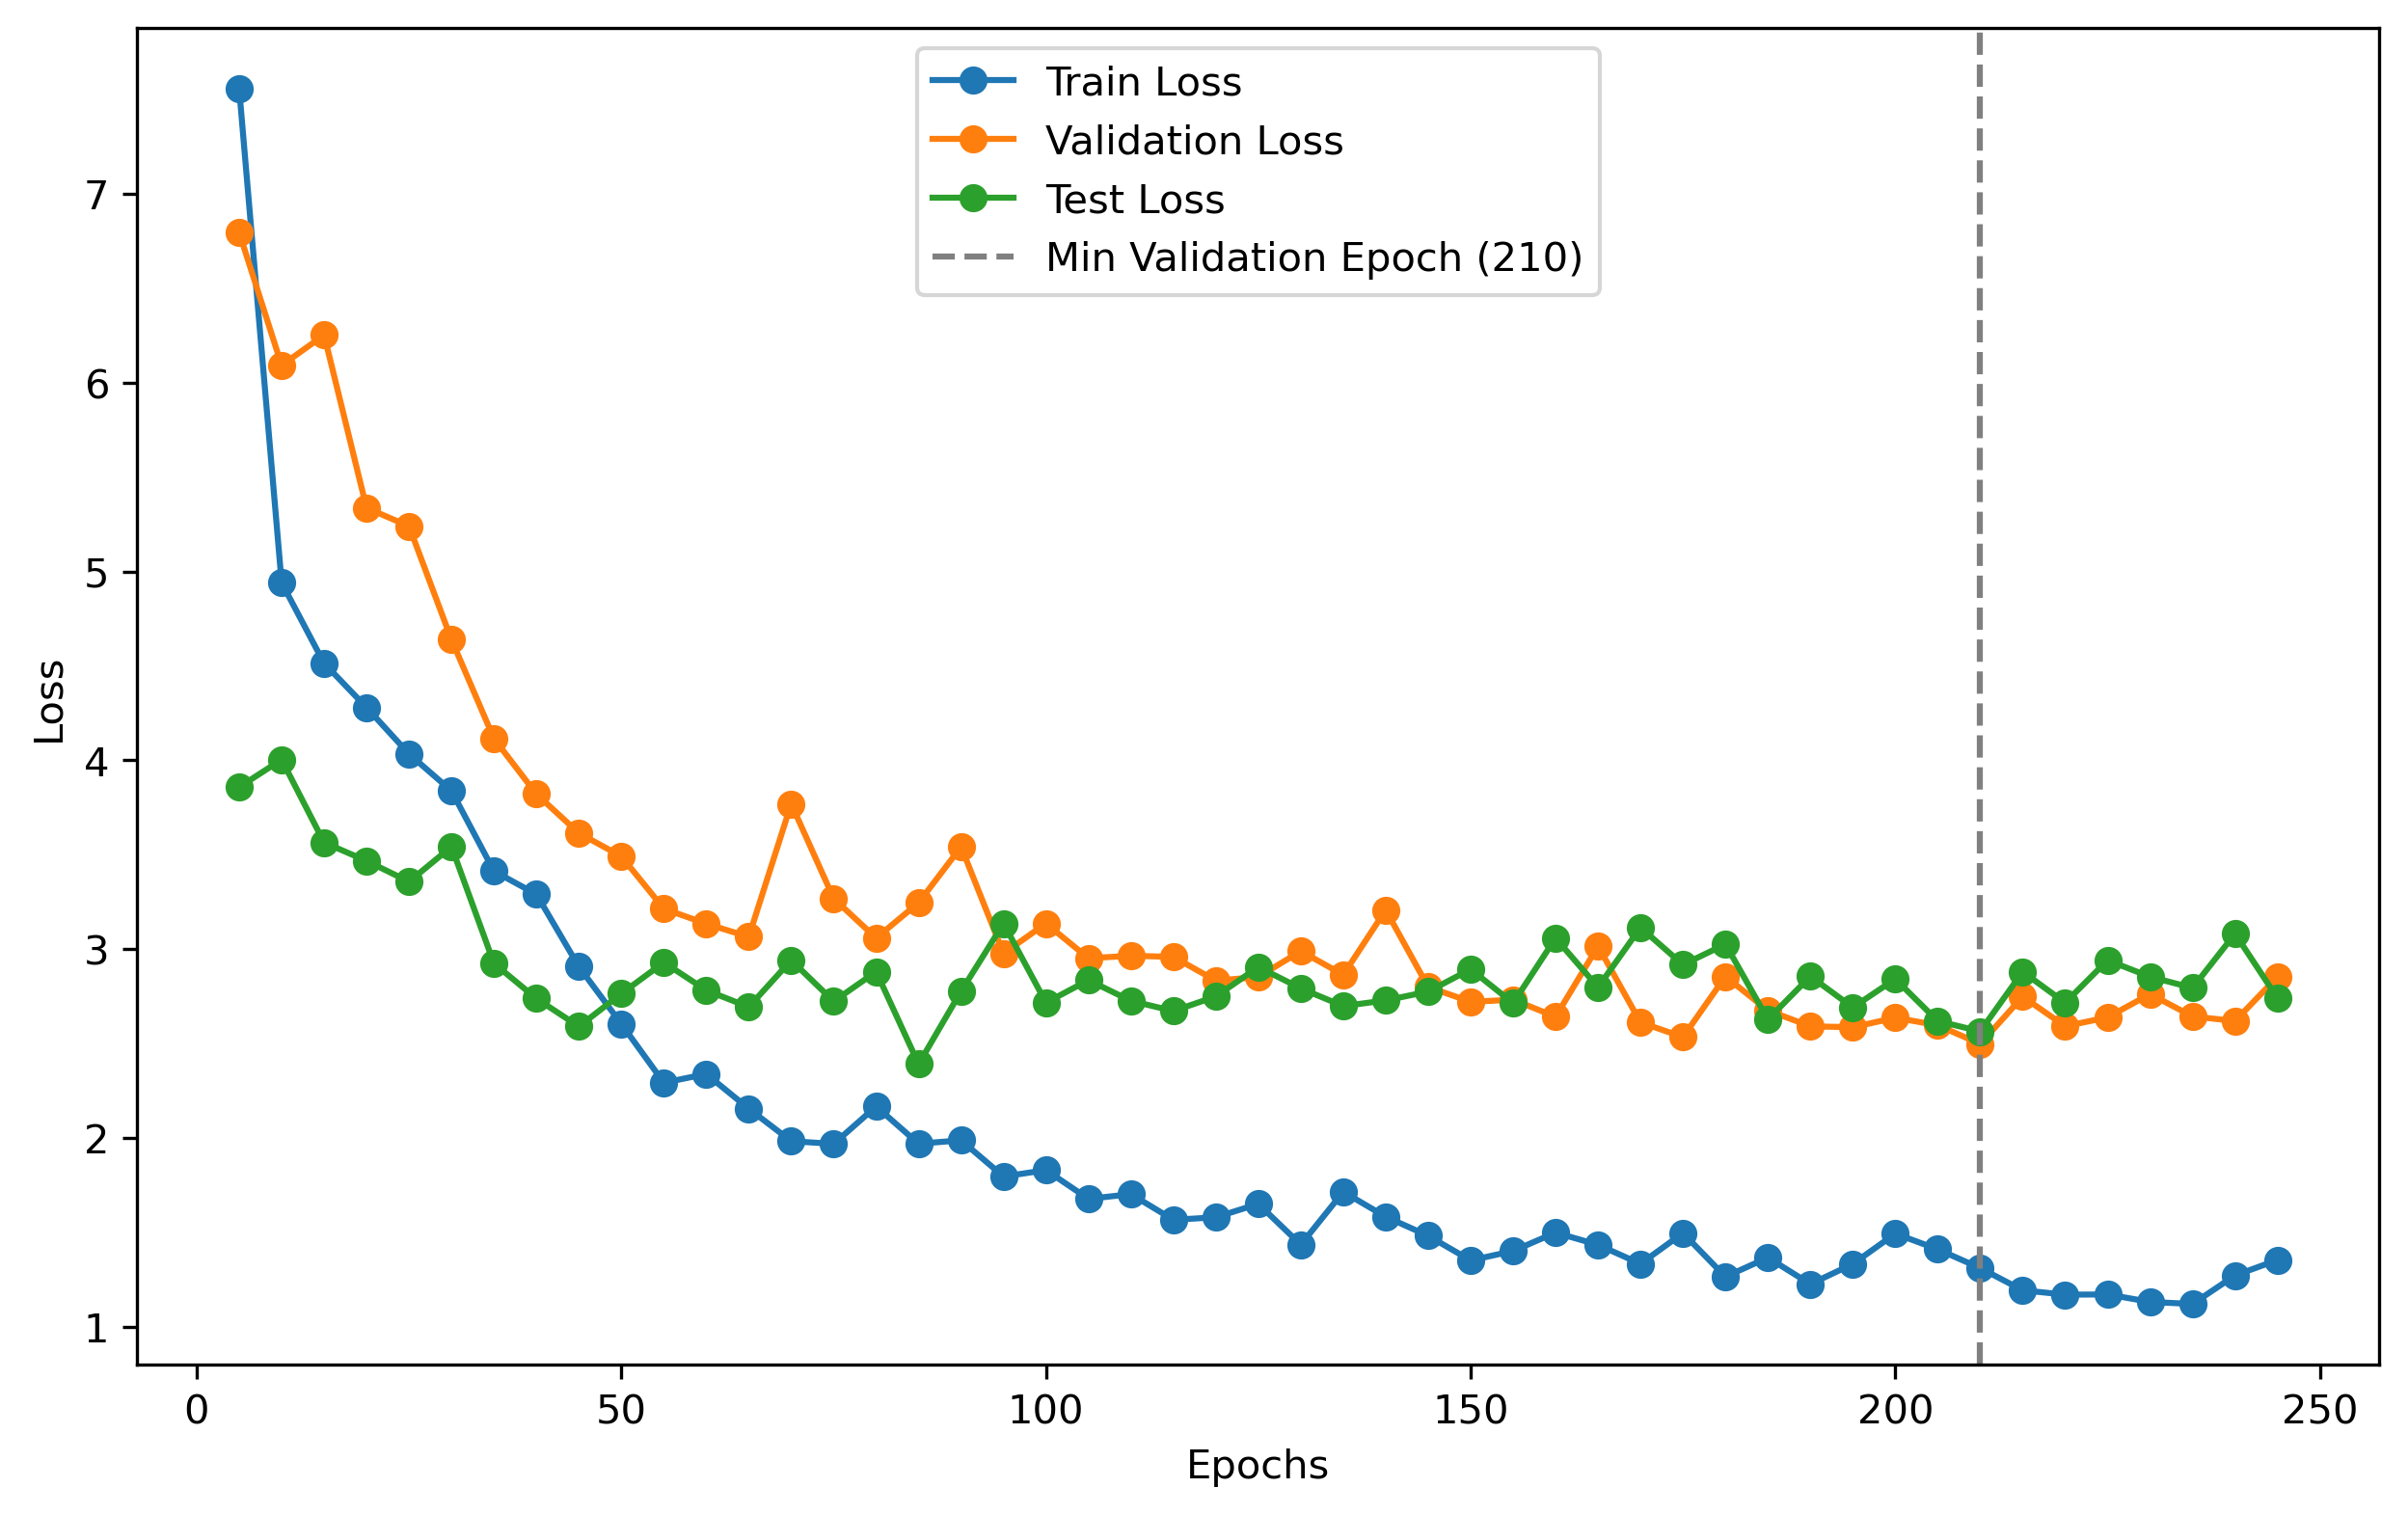 Train Loss
Validation Loss
Test Loss
Min Validation Epoch (210)
7
6
5
4
3
2
1
Loss
0 50 100 150 200 250
Epochs